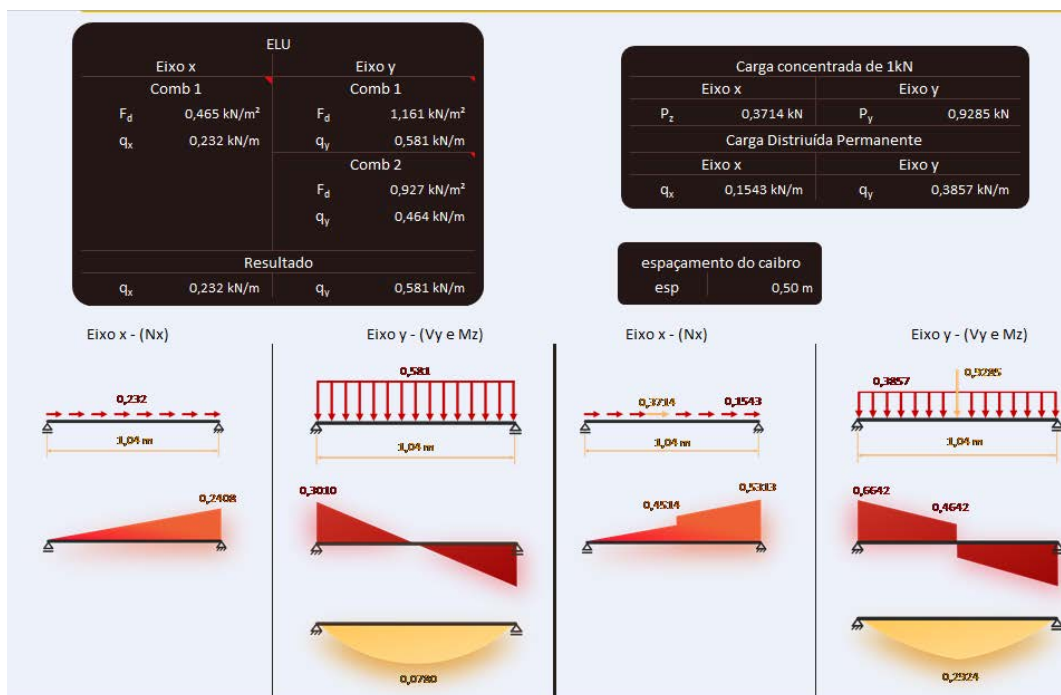 ELU
Eixo x Eixo y
Comb 1 Comb 1
Fd 0,465 kN/m² Fd 1,161 kN/m²
qx 0,232 kN/m qy 0,581 kN/m
Comb 2
Fd 0,927 kN/m²
qy 0,464 kN/m
Resultado
qx 0,232 kN/m qy 0,581 kN/m
Carga concentrada de 1kN
Eixo x Eixo y
Pz 0,3714 kN Py 0,9285 kN
Carga Distriuída Permanente
Eixo x Eixo y
qx 0,1543 kN/m qy 0,3857 kN/m
espaçamento do caibro
esp 0,50 m
Eixo x - (Nx)
0,232
1,04 m
0,2408
Eixo y - (Vy e Mz)
0,581
1,04 m
0,3010
0,0780
Eixo x - (Nx)
0,3714 0,1543
1,04 m
0,4514 0,5313
Eixo y - (Vy e Mz)
0,3857 0,9285
1,04 m
0,6642 0,4642
0,2924